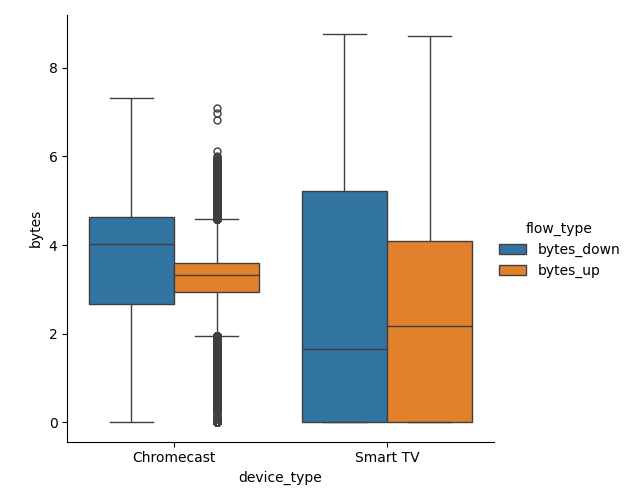 8
6
4
2
0
bytes
Chromecast
Smart TV
device_type
flow_type
bytes_down
bytes_up